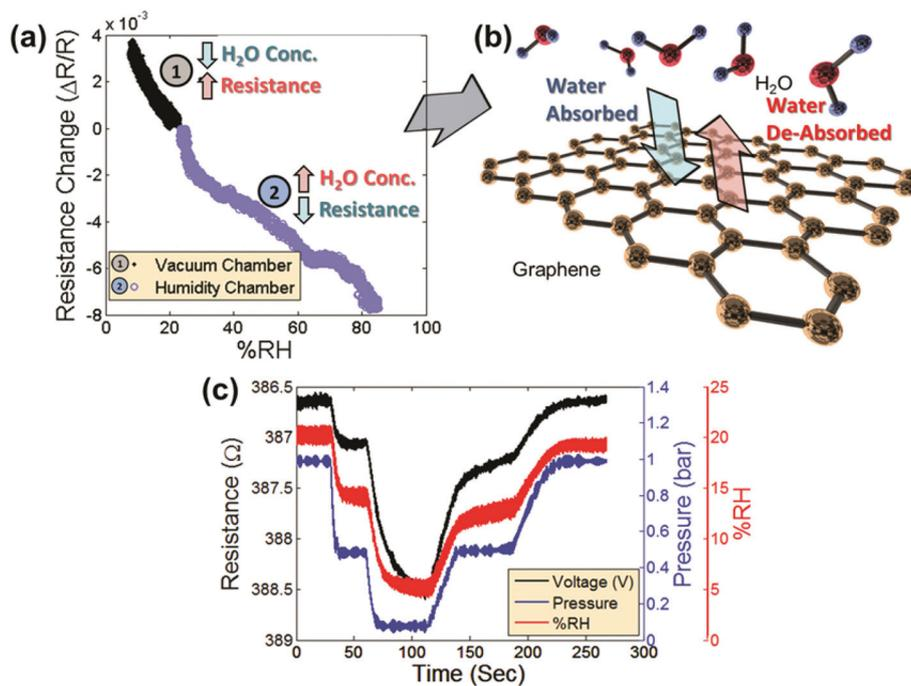 (a)
x 10⁻³
4
2
0
-2
-4
-6
-8
Resistance Change (ΔR/R)
1
H₂O Conc.
Resistance
2
H₂O Conc.
Resistance
1 Vacuum Chamber
2 Humidity Chamber
0 20 40 60 80 100
%RH
(b)
H₂O
Water
Absorbed
Water
De-Absorbed
Graphene
(c)
386.5
387
387.5
388
388.5
389
Resistance (Ω)
1.4
1.2
1
0.8
0.6
0.4
0.2
0
Pressure (bar)
25
20
15
10
5
0
%RH
Voltage (V)
Pressure
%RH
0 50 100 150 200 250 300
Time (Sec)